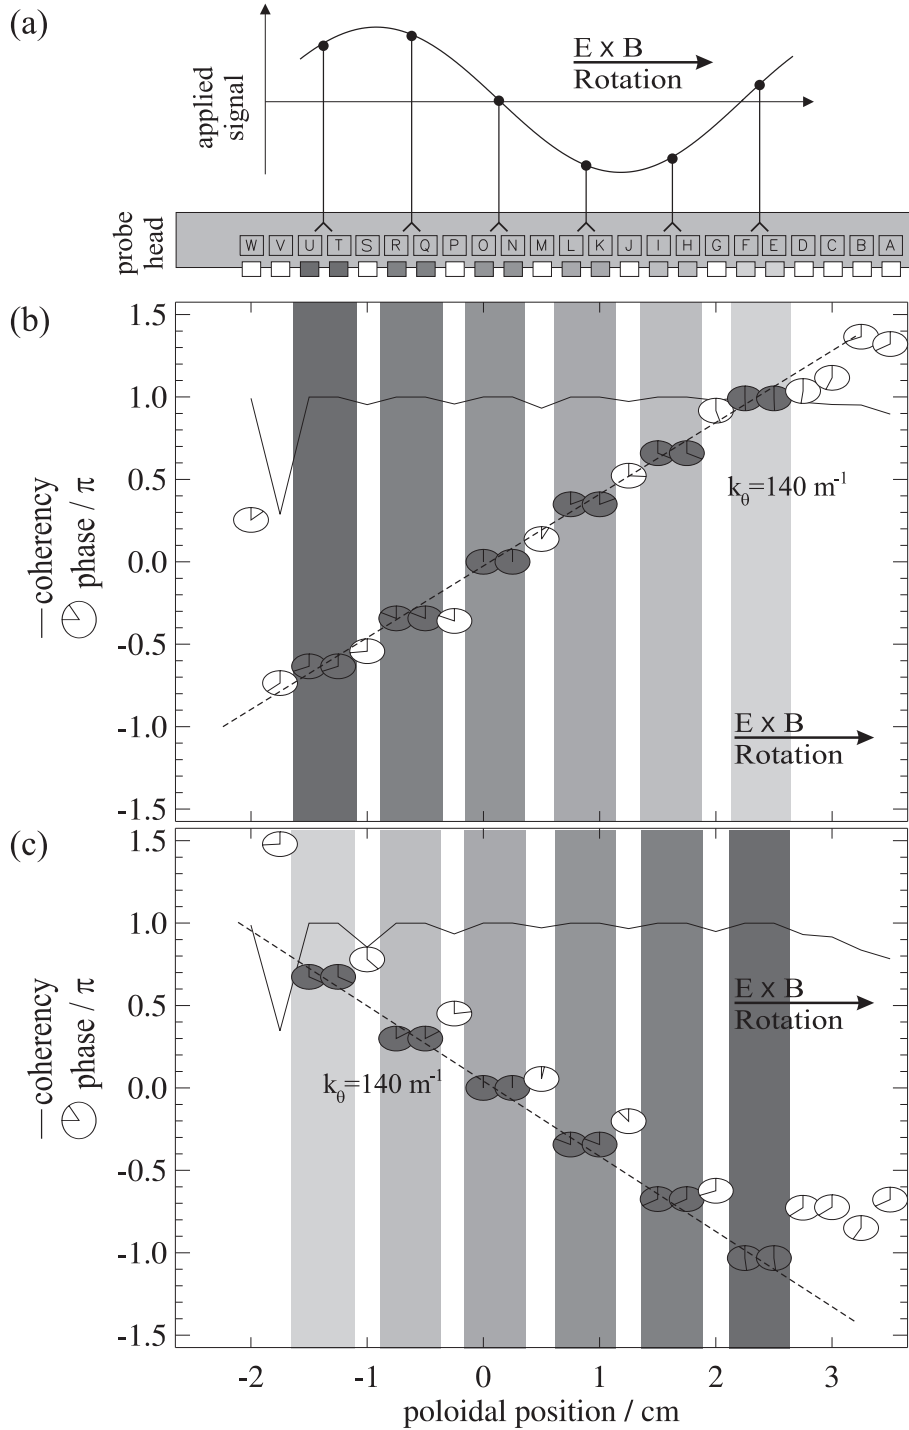 (a)
applied
signal
E x B
Rotation
probe
head
W V U T S R Q P O N M L K J I H G F E D C B A
(b)
1.5
1.0
0.5
0.0
-0.5
-1.0
-1.5
coherency
phase / π
kθ=140 m-1
E x B
Rotation
(c)
1.5
1.0
0.5
0.0
-0.5
-1.0
-1.5
coherency
phase / π
E x B
Rotation
kθ=140 m-1
-2 -1 0 1 2 3
poloidal position / cm